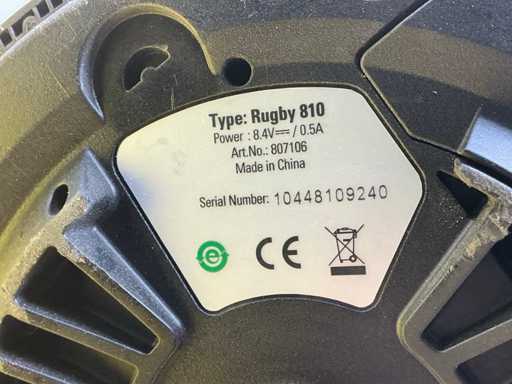 Type: Rugby 810
Power : 8.4V⎓ / 0.5A
Art.No.: 807106
Made in China
Serial Number: 10448109240
e
CE